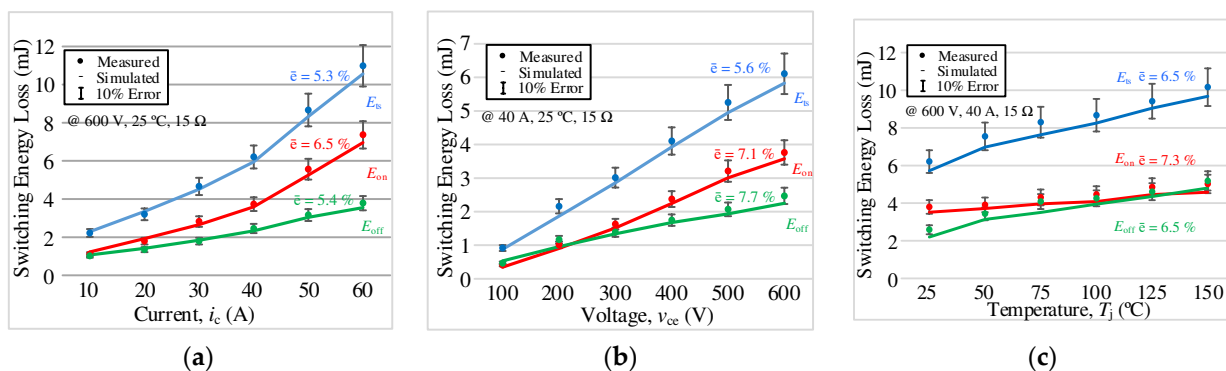 Switching Energy Loss (mJ)
12
10
8
6
4
2
0
Measured
Simulated
10% Error
@ 600 V, 25 ºC, 15 Ω
ē = 5.3 %
Ets
ē = 6.5 %
Eon
ē = 5.4 %
Eoff
10 20 30 40 50 60
Current, ic (A)
(a)
Switching Energy Loss (mJ)
7
6
5
4
3
2
1
0
Measured
Simulated
10% Error
@ 40 A, 25 ºC, 15 Ω
ē = 5.6 %
Ets
ē = 7.1 %
Eon
ē = 7.7 %
Eoff
100 200 300 400 500 600
Voltage, vce (V)
(b)
Switching Energy Loss (mJ)
12
10
8
6
4
2
0
Measured
Simulated
10% Error
@ 600 V, 40 A, 15 Ω
Ets ē = 6.5 %
Eon ē = 7.3 %
Eoff ē = 6.5 %
25 50 75 100 125 150
Temperature, Tj (ºC)
(c)